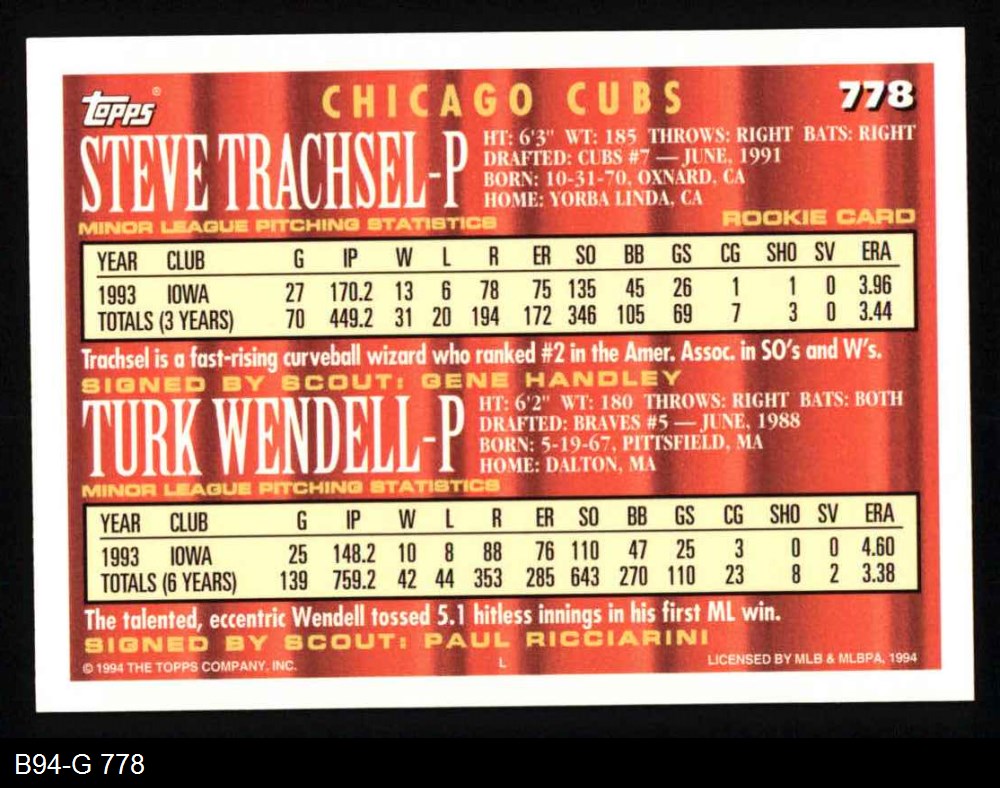 TOPPS®
CHICAGO CUBS
778
STEVE TRACHSEL-P
HT: 6'3" WT: 185 THROWS: RIGHT BATS: RIGHT
DRAFTED: CUBS #7 — JUNE, 1991
BORN: 10-31-70, OXNARD, CA
HOME: YORBA LINDA, CA
MINOR LEAGUE PITCHING STATISTICS
ROOKIE CARD
YEAR CLUB G IP W L R ER SO BB GS CG SHO SV ERA
1993 IOWA 27 170.2 13 6 78 75 135 45 26 1 1 0 3.96
TOTALS (3 YEARS) 70 449.2 31 20 194 172 346 105 69 7 3 0 3.44
Trachsel is a fast-rising curveball wizard who ranked #2 in the Amer. Assoc. in SO's and W's.
SIGNED BY SCOUT: GENE HANDLEY
TURK WENDELL-P
HT: 6'2" WT: 180 THROWS: RIGHT BATS: BOTH
DRAFTED: BRAVES #5 — JUNE, 1988
BORN: 5-19-67, PITTSFIELD, MA
HOME: DALTON, MA
MINOR LEAGUE PITCHING STATISTICS
YEAR CLUB G IP W L R ER SO BB GS CG SHO SV ERA
1993 IOWA 25 148.2 10 8 88 76 110 47 25 3 0 0 4.60
TOTALS (6 YEARS) 139 759.2 42 44 353 285 643 270 110 23 8 2 3.38
The talented, eccentric Wendell tossed 5.1 hitless innings in his first ML win.
SIGNED BY SCOUT: PAUL RICCIARINI
© 1994 THE TOPPS COMPANY, INC.
L
LICENSED BY MLB & MLBPA, 1994
B94-G 778